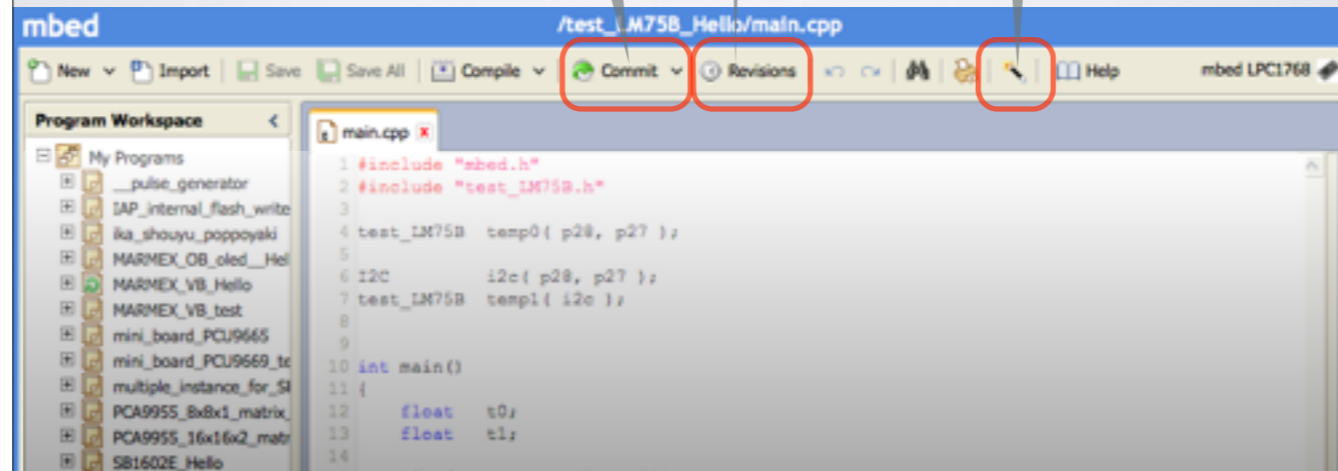 mbed
/test_LM75B_Hello/main.cpp
New Import Save Save All Compile Commit Revisions Help mbed LPC1768
Program Workspace <
main.cpp x
My Programs
__pulse_generator
IAP_internal_flash_write
ika_shouyu_poppoyaki
MARMEX_OB_oled__Hel
MARMEX_VB_Hello
MARMEX_VB_test
mini_board_PCU9665
mini_board_PCU9669_te
multiple_instance_for_SB
PCA9955_8x8x1_matrix_
PCA9955_16x16x2_matr
SB1602E_Hello
1 #include "mbed.h"
2 #include "test_LM75B.h"
3
4 test_LM75B temp0( p28, p27 );
5
6 I2C i2c( p28, p27 );
7 test_LM75B temp1( i2c );
8
9
10 int main()
11 {
12 float t0;
13 float t1;
14